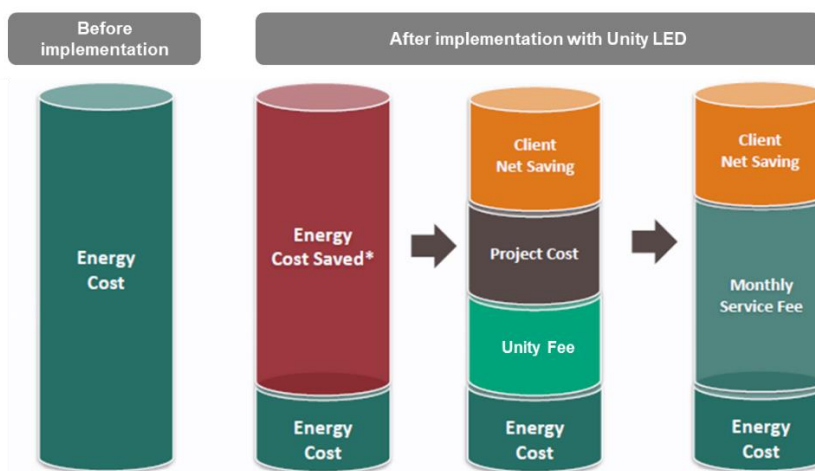 Before
implementation
After implementation with Unity LED
Energy
Cost
Energy
Cost Saved*
Energy
Cost
Client
Net Saving
Project Cost
Unity Fee
Energy
Cost
Client
Net Saving
Monthly
Service Fee
Energy
Cost